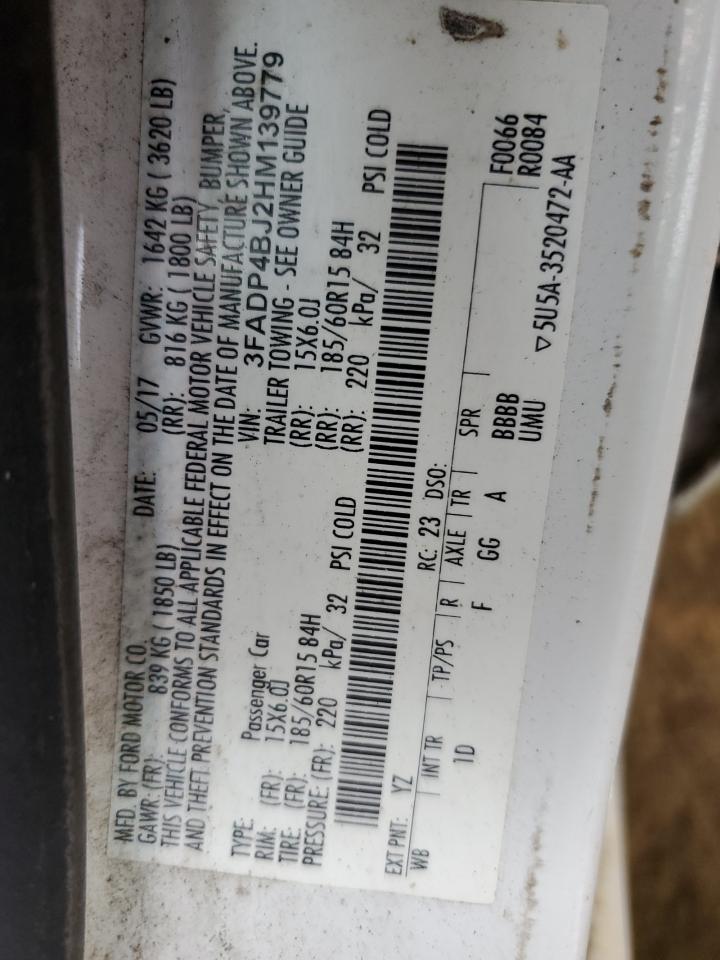 MFD. BY FORD MOTOR CO.
DATE: 05/17 GVWR: 1642 KG ( 3620 LB)
GAWR: (FR): 839 KG ( 1850 LB) (RR): 816 KG ( 1800 LB)
THIS VEHICLE CONFORMS TO ALL APPLICABLE FEDERAL MOTOR VEHICLE SAFETY, BUMPER,
AND THEFT PREVENTION STANDARDS IN EFFECT ON THE DATE OF MANUFACTURE SHOWN ABOVE.
VIN: 3FADP4BJ2HM139779
TYPE: Passenger Car TRAILER TOWING - SEE OWNER GUIDE
RIM: (FR): 15X6.0J (RR): 15X6.0J
TIRE: (FR): 185/60R15 84H (RR): 185/60R15 84H
PRESSURE: (FR): 220 kPa/ 32 PSI COLD (RR): 220 kPa/ 32 PSI COLD
EXT PNT: YZ RC: 23 DSO:
WB INT TR TP/PS R AXLE TR SPR F0066
1D F GG A BBBB R0084
UMU
▽5U5A-3520472-AA